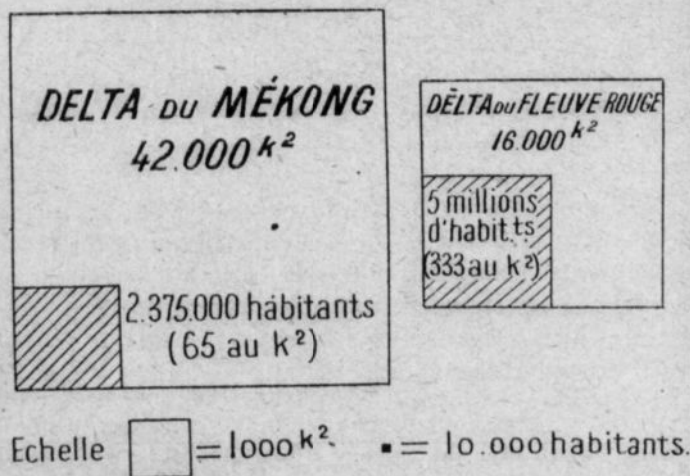 DELTA DU MÉKONG
42.000 k²
2.375.000 habitants
(65 au k²)
DELTA DU FLEUVE ROUGE
16.000 k²
5 millions
d'habit.ts
(333 au k²)
Echelle = 1000 k². = 10.000 habitants.